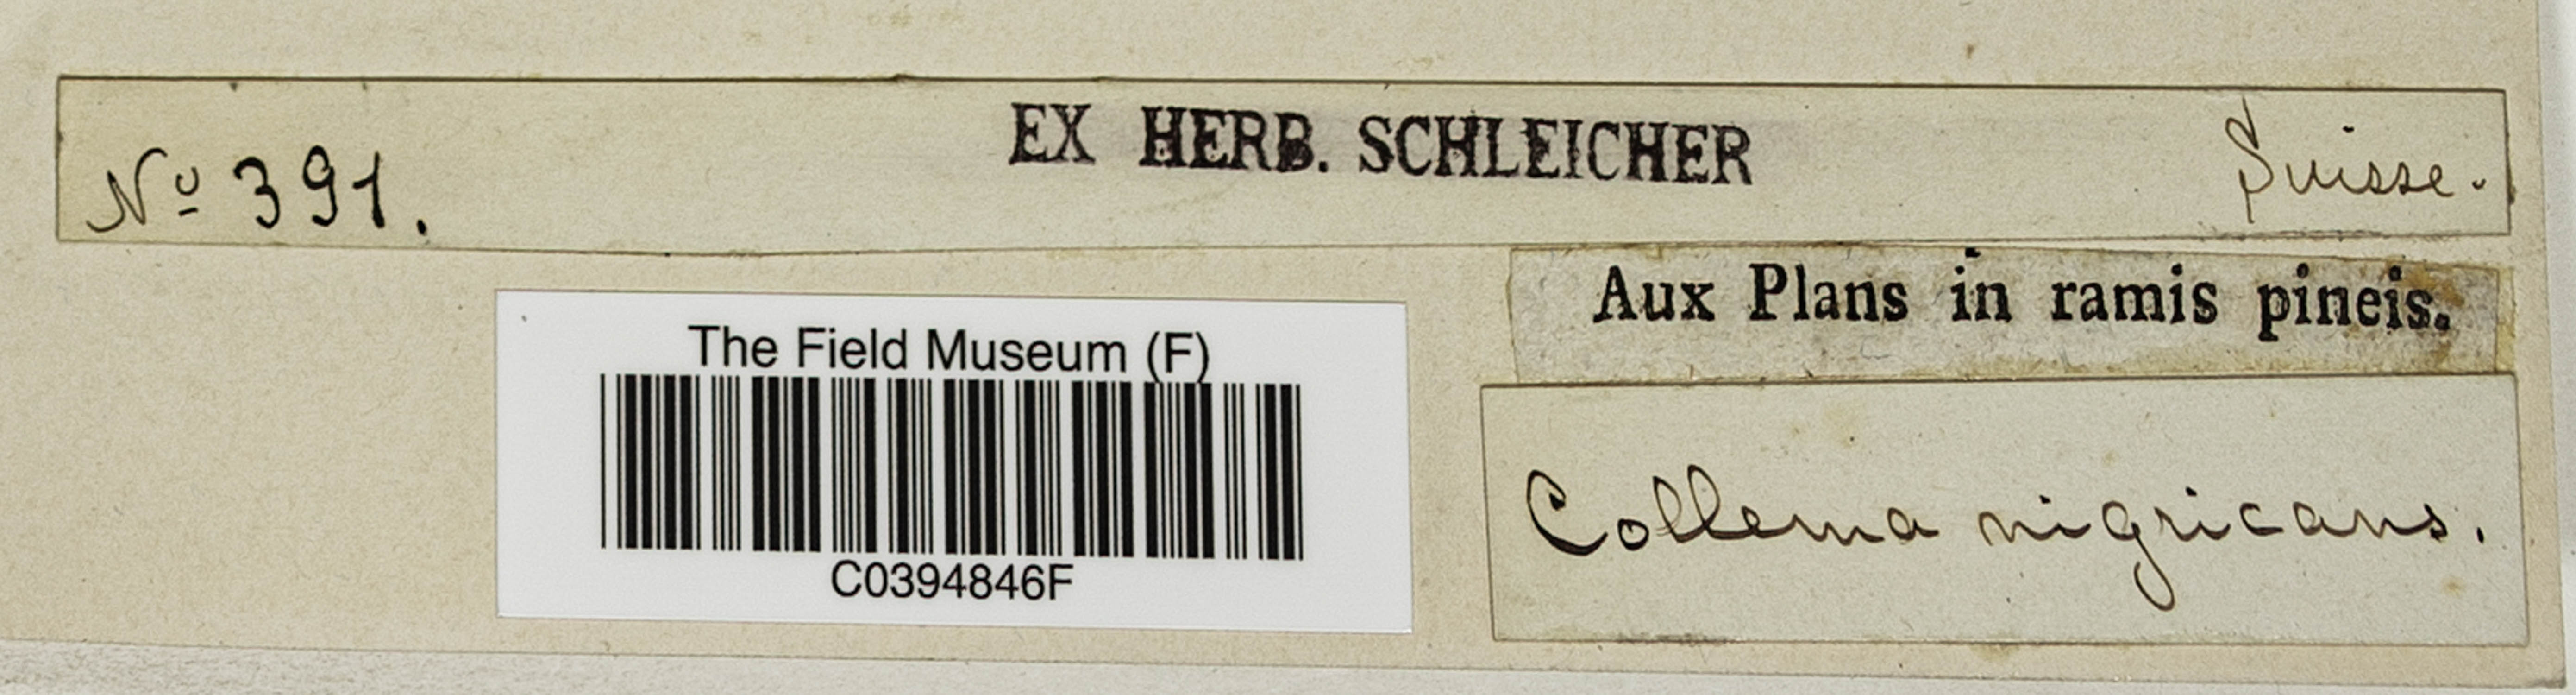 Nº 391. EX HERB. SCHLEICHER Suisse.
Aux Plans in ramis pineis.
The Field Museum (F)
C0394846F
Collema nigricans.